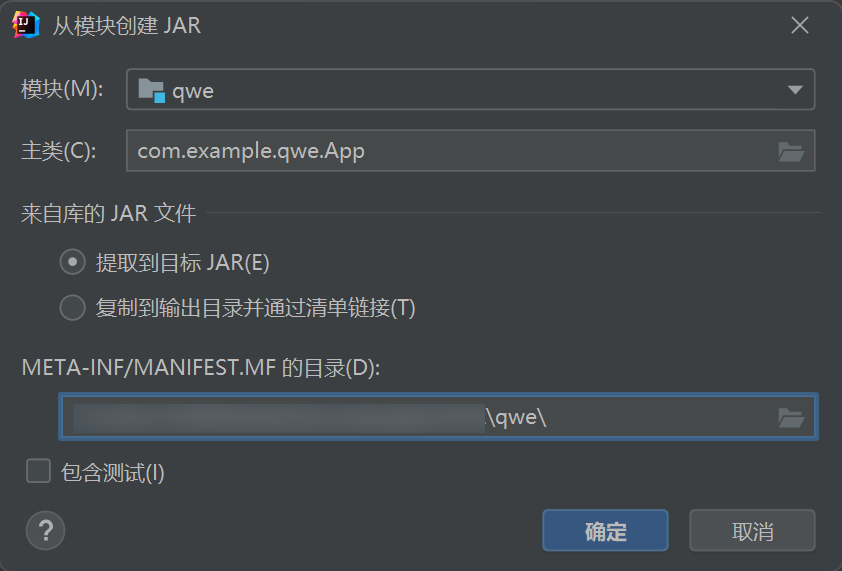 从模块创建 JAR
模块(M): qwe
主类(C): com.example.qwe.App
来自库的 JAR 文件
提取到目标 JAR(E)
复制到输出目录并通过清单链接(T)
META-INF/MANIFEST.MF 的目录(D):
\qwe\
包含测试(I)
? 确定 取消